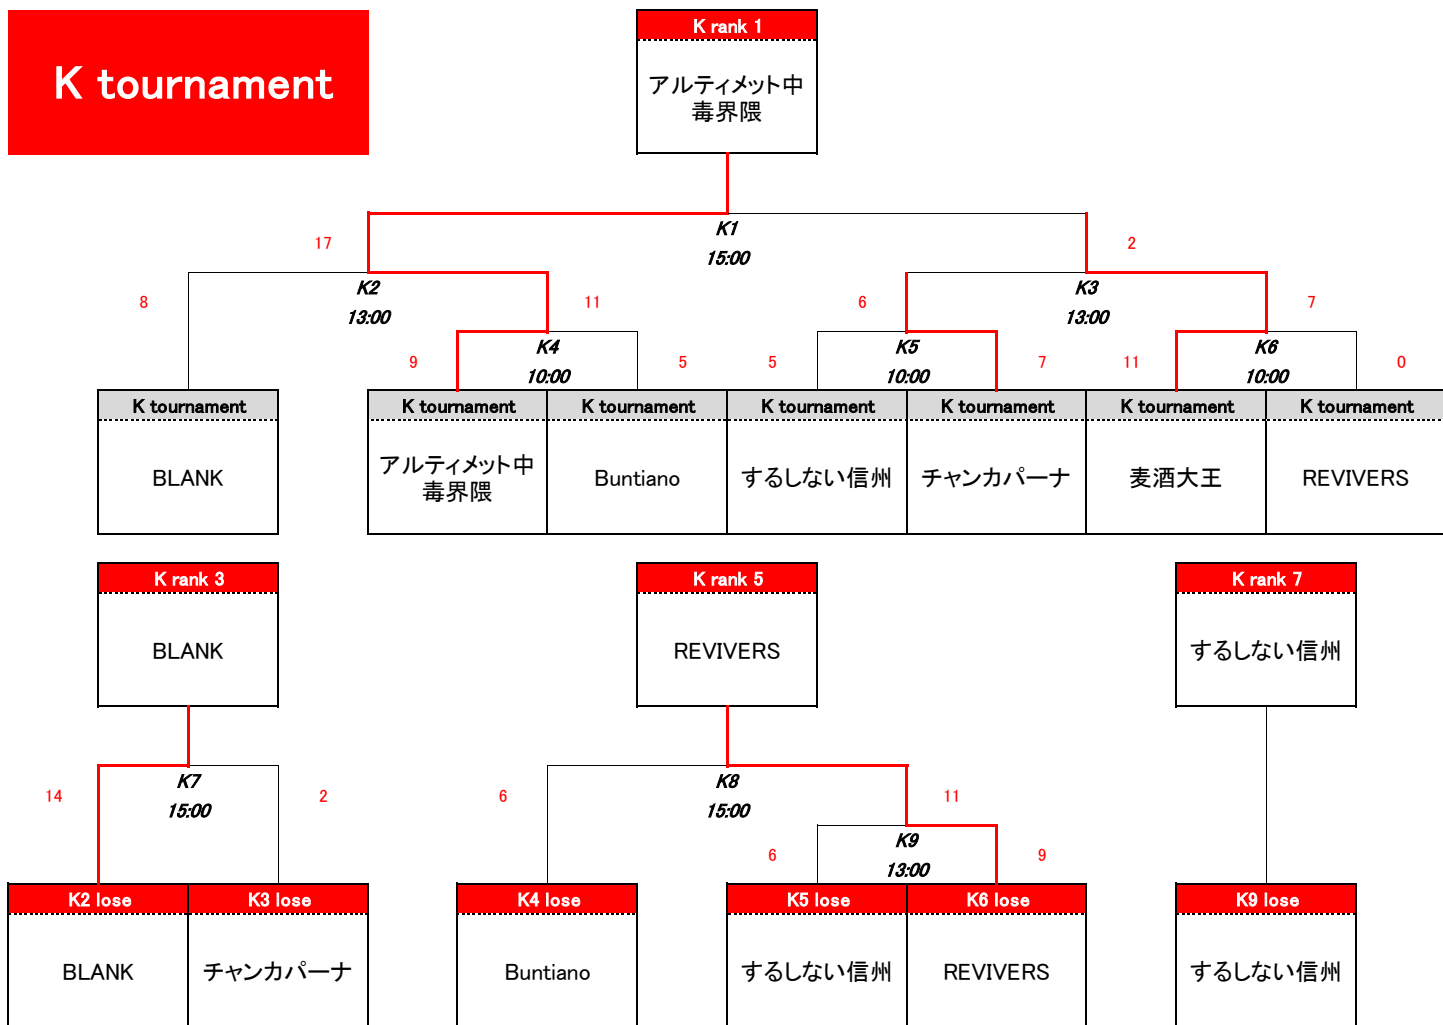 K tournament
K rank 1
アルティメット中
毒界隈
K1
15:00
17
2
K2
13:00
8
11
K3
13:00
6
7
K4
10:00
9
5
K5
10:00
5
7
K6
10:00
11
0
K tournament
K tournament
K tournament
K tournament
K tournament
K tournament
K tournament
BLANK
アルティメット中
毒界隈
Buntiano
するしない信州
チャンカパーナ
麦酒大王
REVIVERS
K rank 3
BLANK
K rank 5
REVIVERS
K rank 7
するしない信州
K7
15:00
14
2
K8
15:00
6
11
K9
13:00
6
9
K2 lose
K3 lose
K4 lose
K5 lose
K6 lose
K9 lose
BLANK
チャンカパーナ
Buntiano
するしない信州
REVIVERS
するしない信州